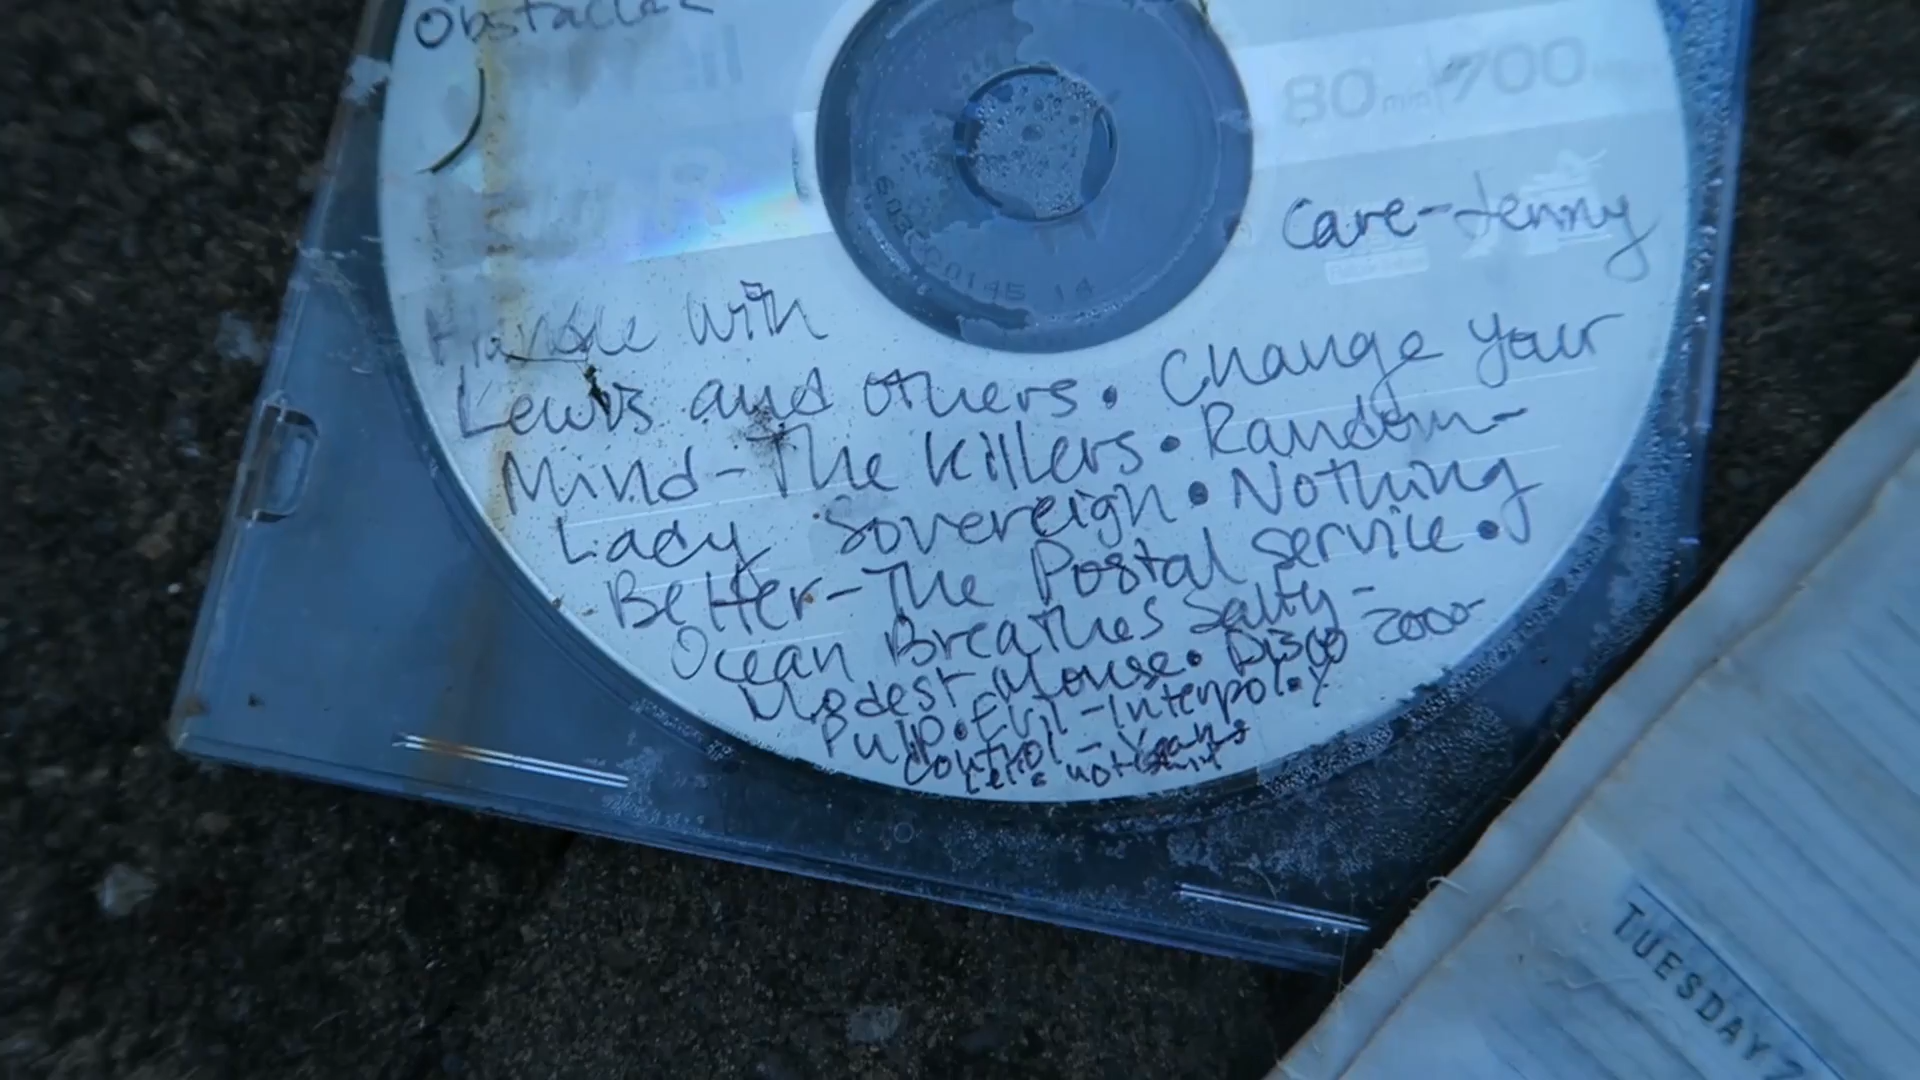 Obstacle 2
80min/700
R
Care-Jenny
Handle with
Lewis and others. Change Your
Mind-The Killers. Random-
Lady Sovereign. Nothing
Better-The Postal Service.
Ocean Breathes Salty-
Modest Mouse. Disco 2000-
Pulp. Evil-Interpol.
Control-
TUESDAY